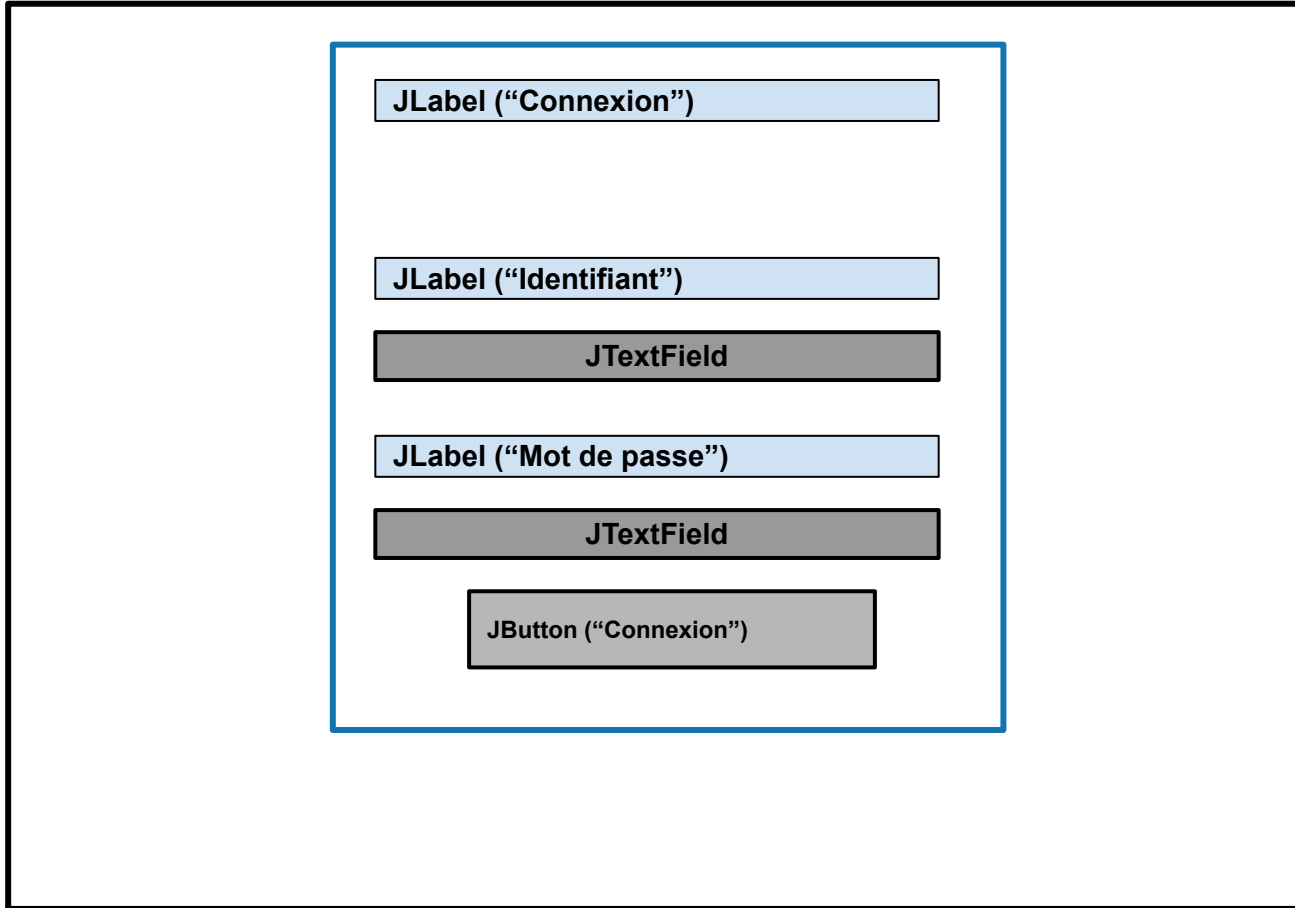 JLabel (“Connexion”)
JLabel (“Identifiant”)
JTextField
JLabel (“Mot de passe”)
JTextField
JButton (“Connexion”)